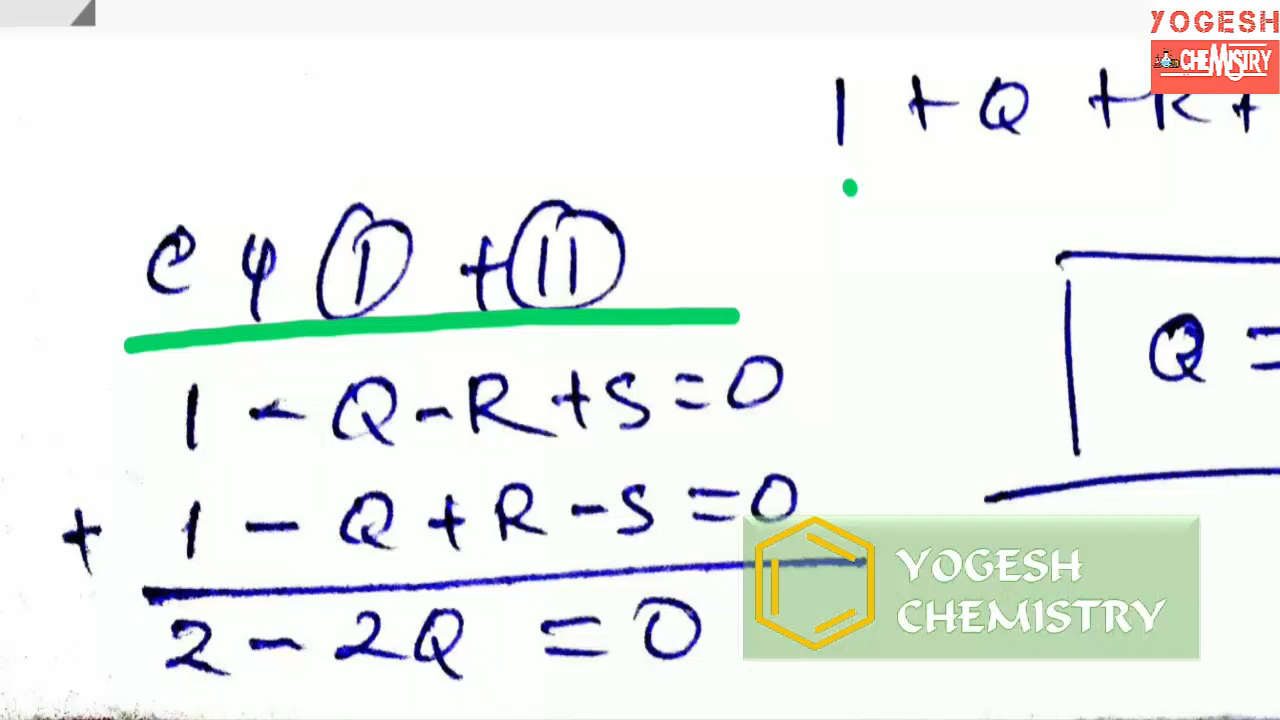 YOGESH
CHEMISTRY
1 + Q + R +
eq I + II
1 - Q - R + S = 0
Q =
+ 1 - Q + R - S = 0
2 - 2Q = 0
YOGESH
CHEMISTRY